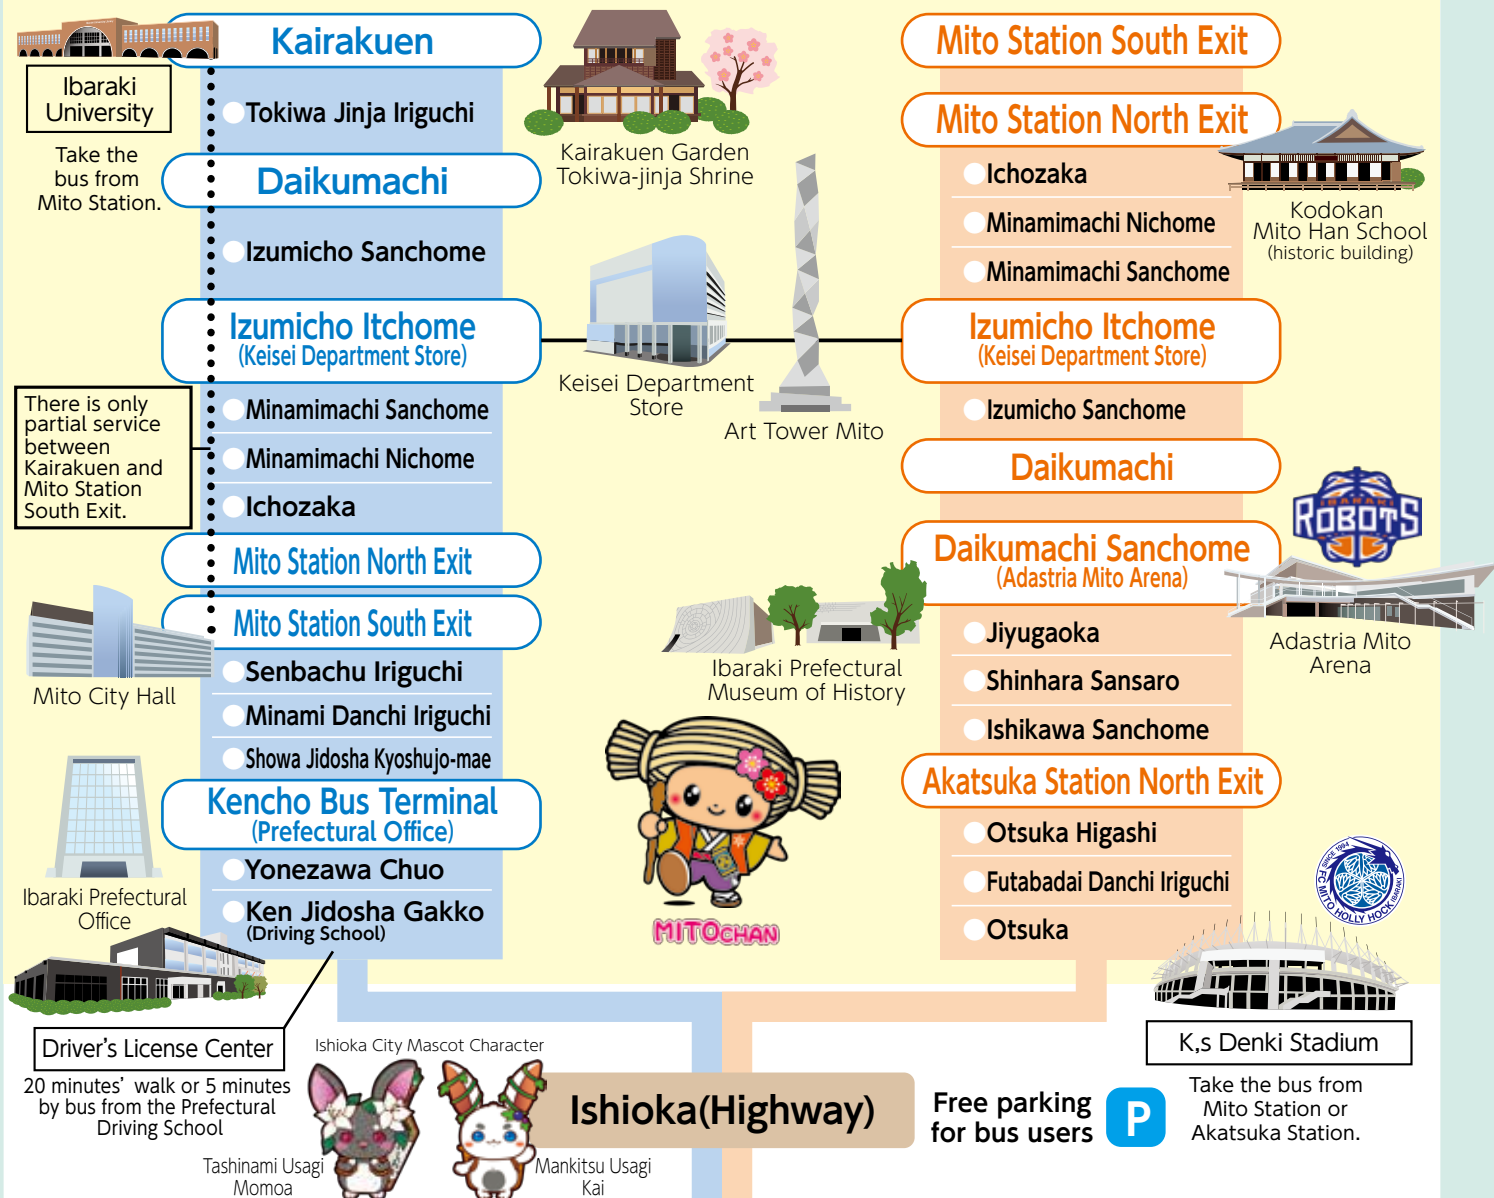 Kairakuen
Ibaraki
University
Take the
bus from
Mito Station.
Tokiwa Jinja Iriguchi
Daikumachi
Izumicho Sanchome
Izumicho Itchome
(Keisei Department Store)
There is only
partial service
between
Kairakuen and
Mito Station
South Exit.
Minamimachi Sanchome
Minamimachi Nichome
Ichozaka
Mito Station North Exit
Mito Station South Exit
Mito City Hall
Senbachu Iriguchi
Minami Danchi Iriguchi
Showa Jidosha Kyoshujo-mae
Kencho Bus Terminal
(Prefectural Office)
Ibaraki Prefectural
Office
Yonezawa Chuo
Ken Jidosha Gakko
(Driving School)
Driver's License Center
20 minutes' walk or 5 minutes
by bus from the Prefectural
Driving School
Kairakuen Garden
Tokiwa-jinja Shrine
Keisei Department
Store
Art Tower Mito
Ibaraki Prefectural
Museum of History
MITOCHAN
Mito Station South Exit
Mito Station North Exit
Ichozaka
Minamimachi Nichome
Minamimachi Sanchome
Kodokan
Mito Han School
(historic building)
Izumicho Itchome
(Keisei Department Store)
Izumicho Sanchome
Daikumachi
IBARAKI
ROBOTS
Daikumachi Sanchome
(Adastria Mito Arena)
Adastria Mito
Arena
Jiyugaoka
Shinhara Sansaro
Ishikawa Sanchome
Akatsuka Station North Exit
Otsuka Higashi
Futabadai Danchi Iriguchi
Otsuka
SINCE 1994
FC MITO HOLLY HOCK IBARAKI
K,s Denki Stadium
Take the bus from
Mito Station or
Akatsuka Station.
Ishioka City Mascot Character
Tashinami Usagi
Momoa
Mankitsu Usagi
Kai
Ishioka(Highway)
Free parking
for bus users
P